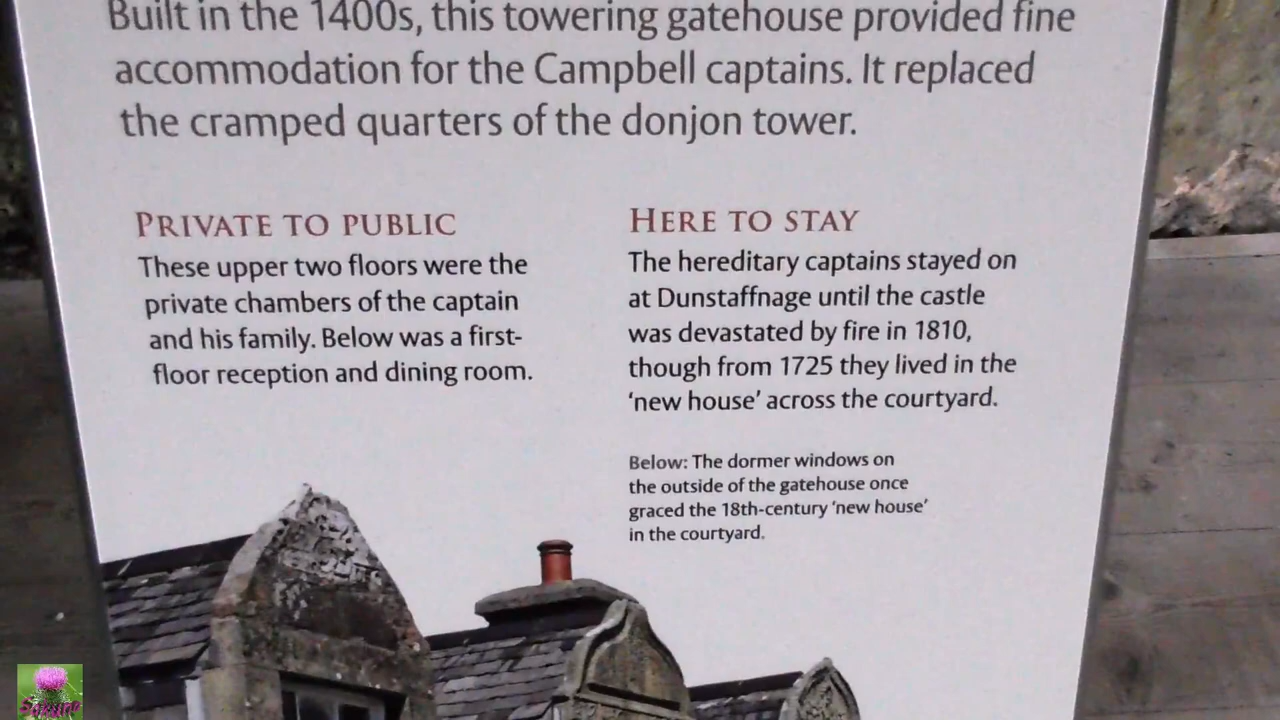 Built in the 1400s, this towering gatehouse provided fine
accommodation for the Campbell captains. It replaced
the cramped quarters of the donjon tower.
PRIVATE TO PUBLIC
These upper two floors were the
private chambers of the captain
and his family. Below was a first-
floor reception and dining room.
HERE TO STAY
The hereditary captains stayed on
at Dunstaffnage until the castle
was devastated by fire in 1810,
though from 1725 they lived in the
‘new house’ across the courtyard.
Below: The dormer windows on
the outside of the gatehouse once
graced the 18th-century ‘new house’
in the courtyard.